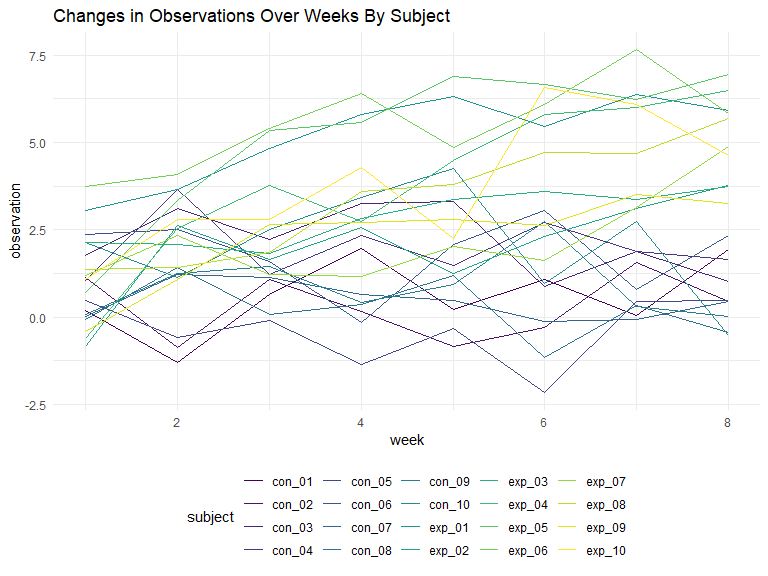 Changes in Observations Over Weeks By Subject
7.5
5.0
2.5
0.0
-2.5
observation
2 4 6 8
week
subject
con_01 con_05 con_09 exp_03 exp_07
con_02 con_06 con_10 exp_04 exp_08
con_03 con_07 exp_01 exp_05 exp_09
con_04 con_08 exp_02 exp_06 exp_10